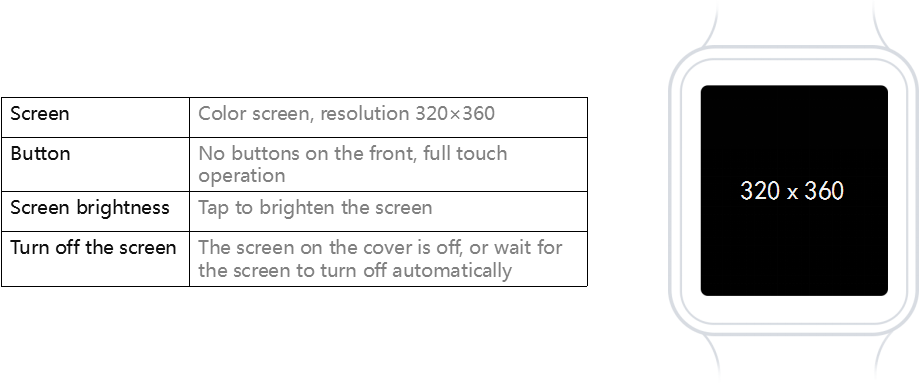 Screen
Color screen, resolution 320×360
Button
No buttons on the front, full touch
operation
Screen brightness
Tap to brighten the screen
Turn off the screen
The screen on the cover is off, or wait for
the screen to turn off automatically
320 x 360